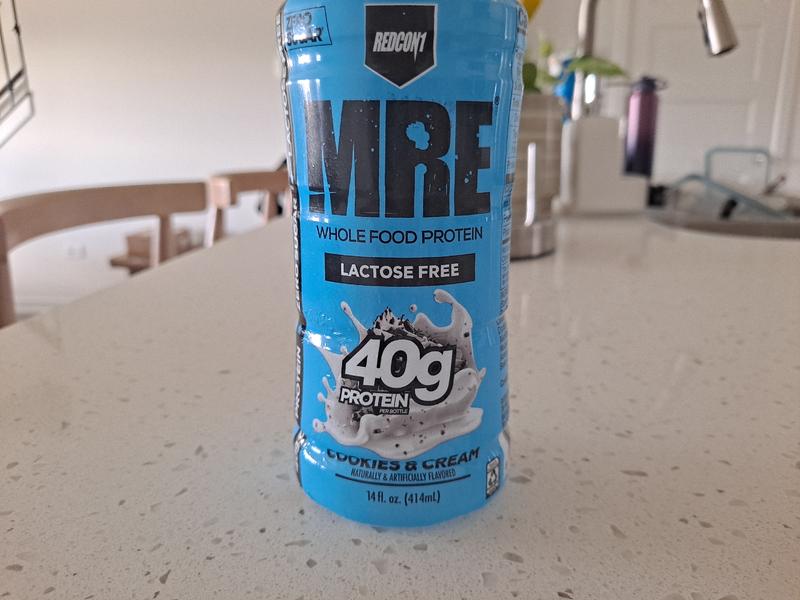 ZERO
SUGAR
REDCON1
MRE
WHOLE FOOD PROTEIN
LACTOSE FREE
40g
PROTEIN
PER BOTTLE
COOKIES & CREAM
NATURALLY & ARTIFICIALLY FLAVORED
14 fl. oz. (414mL)